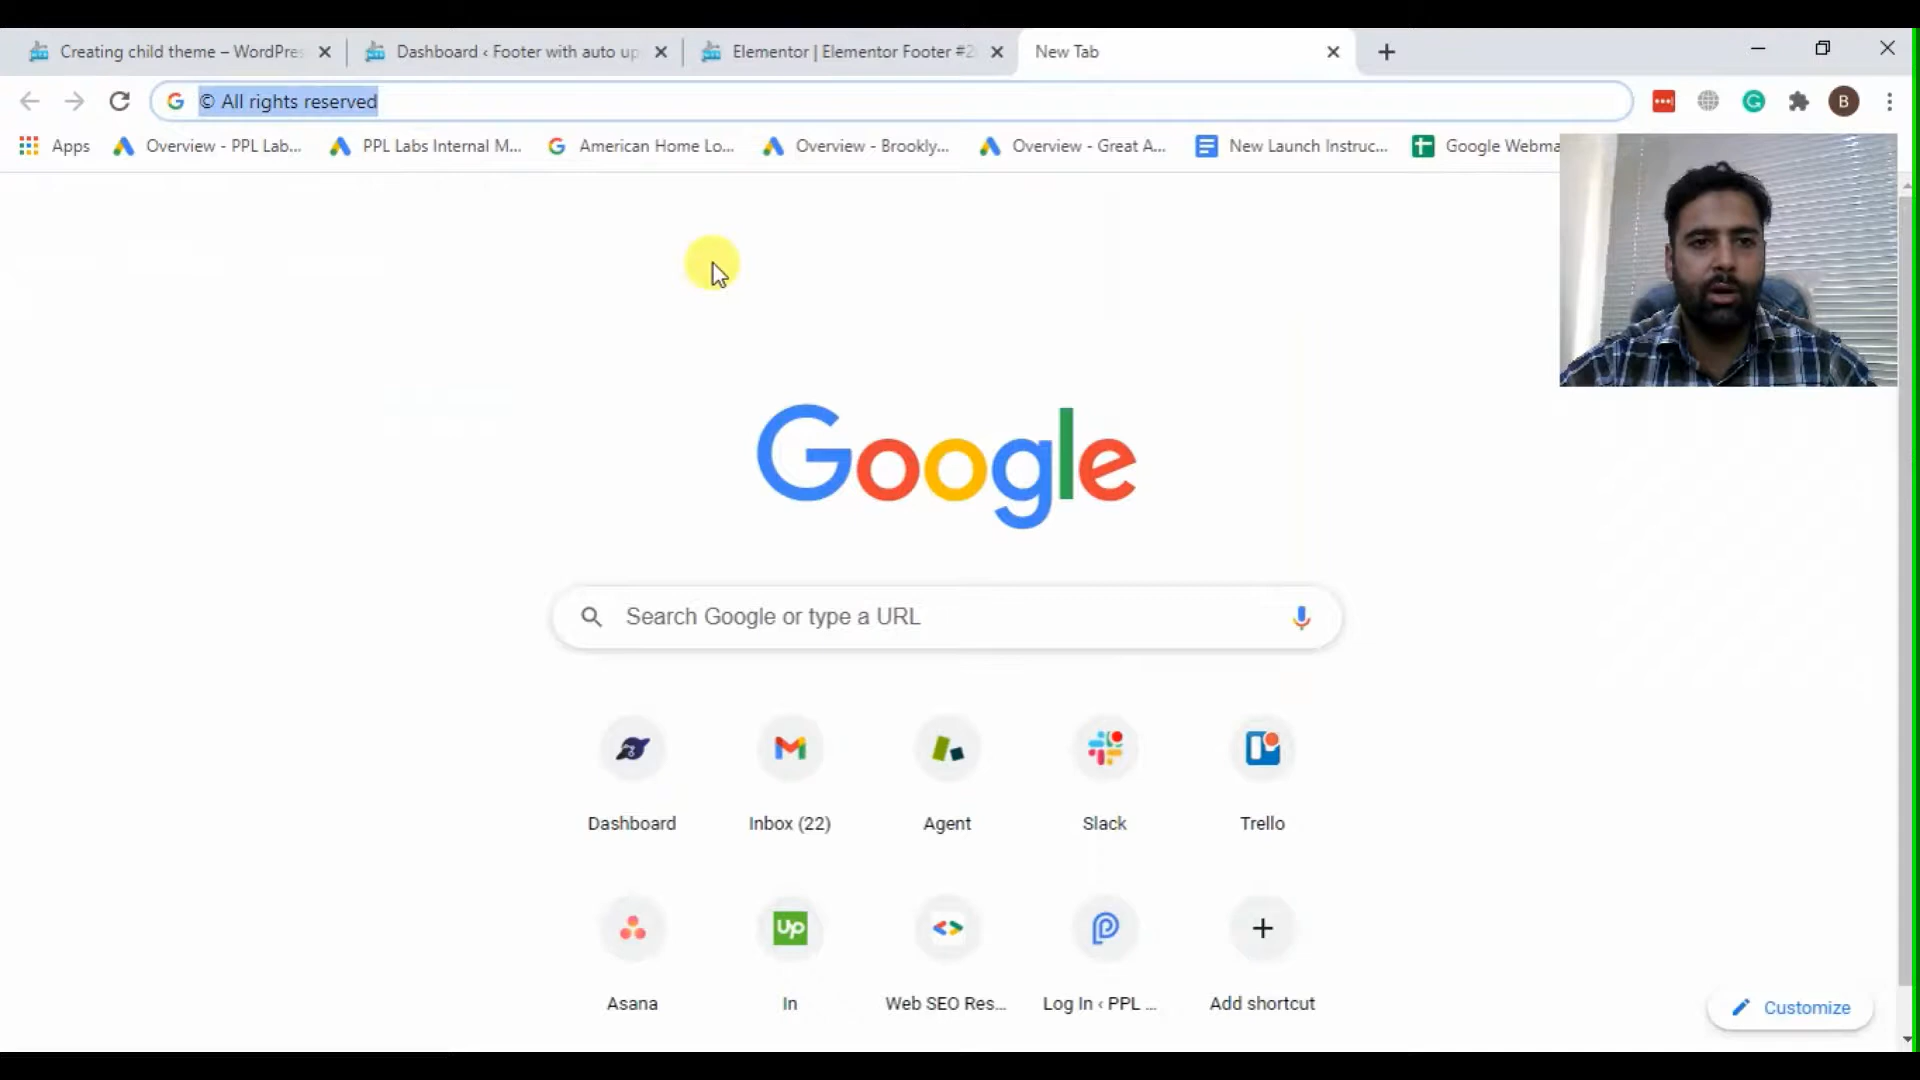 Creating child theme – WordPres
Dashboard ‹ Footer with auto up
Elementor | Elementor Footer #2
New Tab
© All rights reserved
B
Apps
Overview - PPL Lab...
PPL Labs Internal M...
American Home Lo...
Overview - Brookly...
Overview - Great A...
New Launch Instruc...
Google Webma
Google
Search Google or type a URL
Dashboard
Inbox (22)
Agent
Slack
Trello
Up
Asana
In
Web SEO Res...
Log In ‹ PPL ...
Add shortcut
Customize